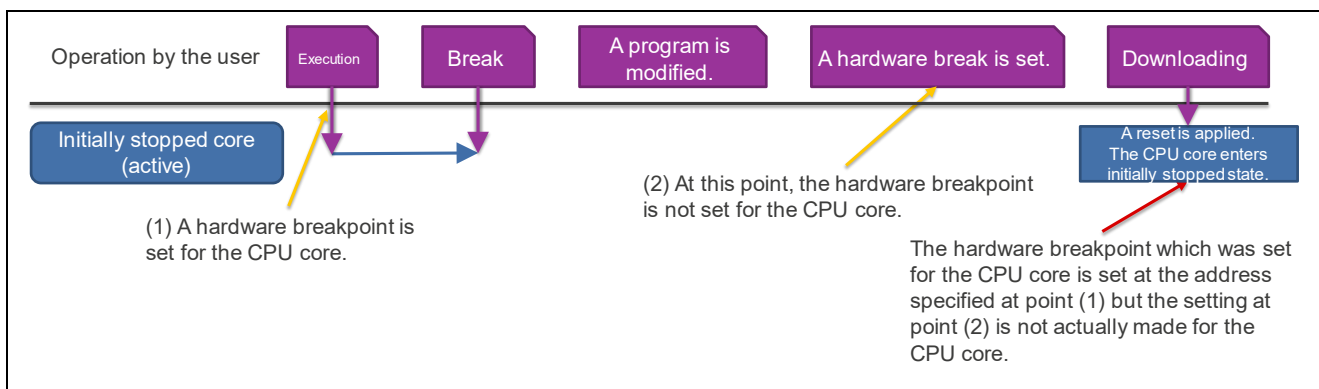 Operation by the user
Execution
Break
A program is
modified.
A hardware break is set.
Downloading
Initially stopped core
(active)
A reset is applied.
The CPU core enters
initially stopped state.
(1) A hardware breakpoint is
set for the CPU core.
(2) At this point, the hardware breakpoint
is not set for the CPU core.
The hardware breakpoint which was set
for the CPU core is set at the address
specified at point (1) but the setting at
point (2) is not actually made for the
CPU core.